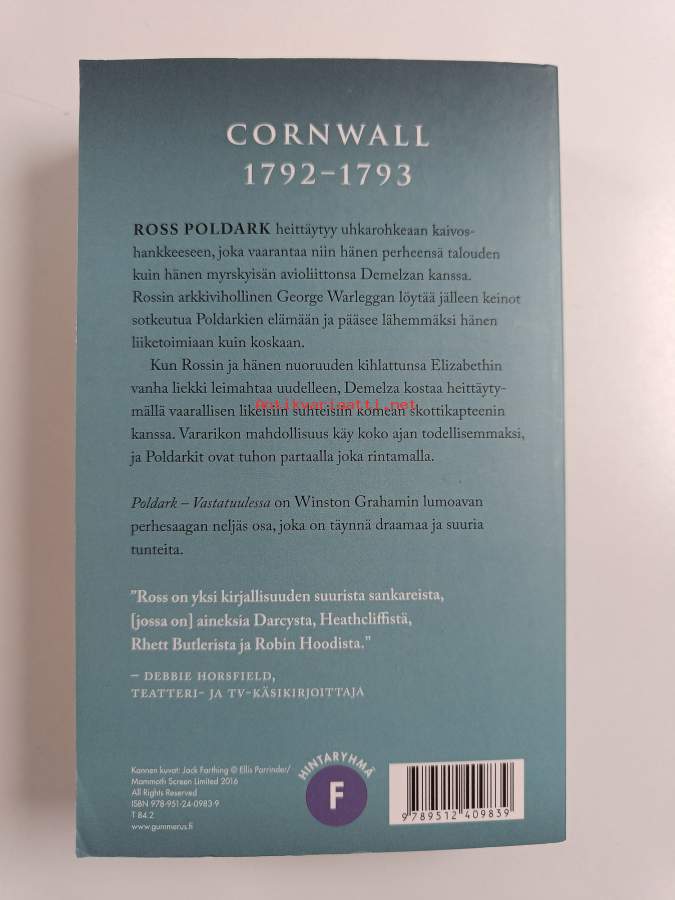 CORNWALL
1792–1793
ROSS POLDARK heittäytyy uhkarohkeaan kaivos-
hankkeeseen, joka vaarantaa niin hänen perheensä talouden
kuin hänen myrskyisän avioliittonsa Demelzan kanssa.
Rossin arkkivihollinen George Warleggan löytää jälleen keinot
sotkeutua Poldarkien elämään ja pääsee lähemmäksi hänen
liiketoimiaan kuin koskaan.
Kun Rossin ja hänen nuoruuden kihlattunsa Elizabethin
vanha liekki leimahtaa uudelleen, Demelza kostaa heittäyty-
mällä vaarallisen likeisiin suhteisiin komean skottikapteenin
Antikvariaatti.net
kanssa. Vararikon mahdollisuus käy koko ajan todellisemmaksi,
ja Poldarkit ovat tuhon partaalla joka rintamalla.
Poldark – Vastatuulessa on Winston Grahamin lumoavan
perhesaagan neljäs osa, joka on täynnä draamaa ja suuria
tunteita.
”Ross on yksi kirjallisuuden suurista sankareista,
[jossa on] aineksia Darcysta, Heathcliffistä,
Rhett Butlerista ja Robin Hoodista.”
– DEBBIE HORSFIELD,
TEATTERI- JA TV-KÄSIKIRJOITTAJA
Kannen kuvat: Jack Farthing © Ellis Parrinder/
Mammoth Screen Limited 2016
All Rights Reserved
ISBN 978-951-24-0983-9
T 84.2
www.gummerus.fi
HINTARYHMÄ
F
9789512409839